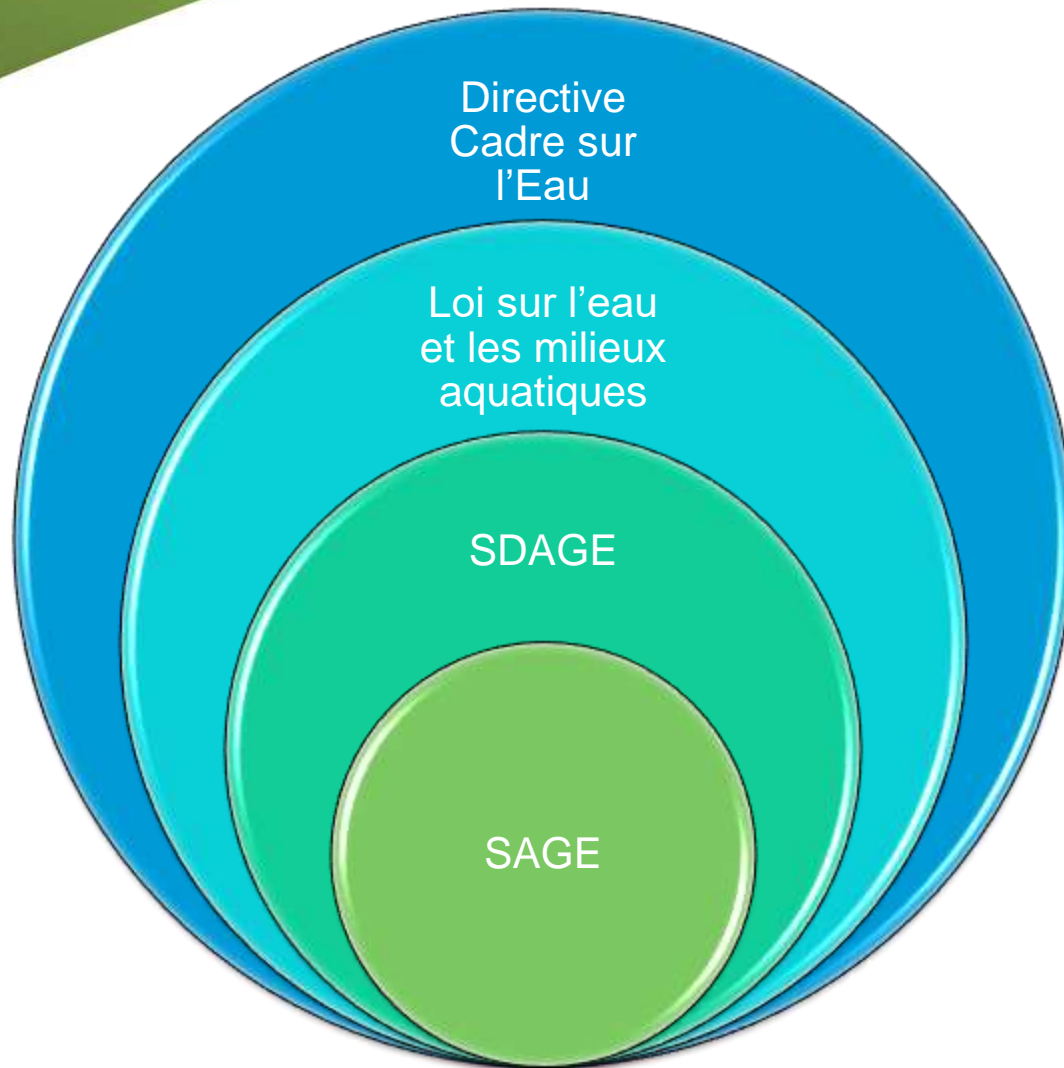 Directive
Cadre sur
l’Eau
Loi sur l’eau
et les milieux
aquatiques
SDAGE
SAGE